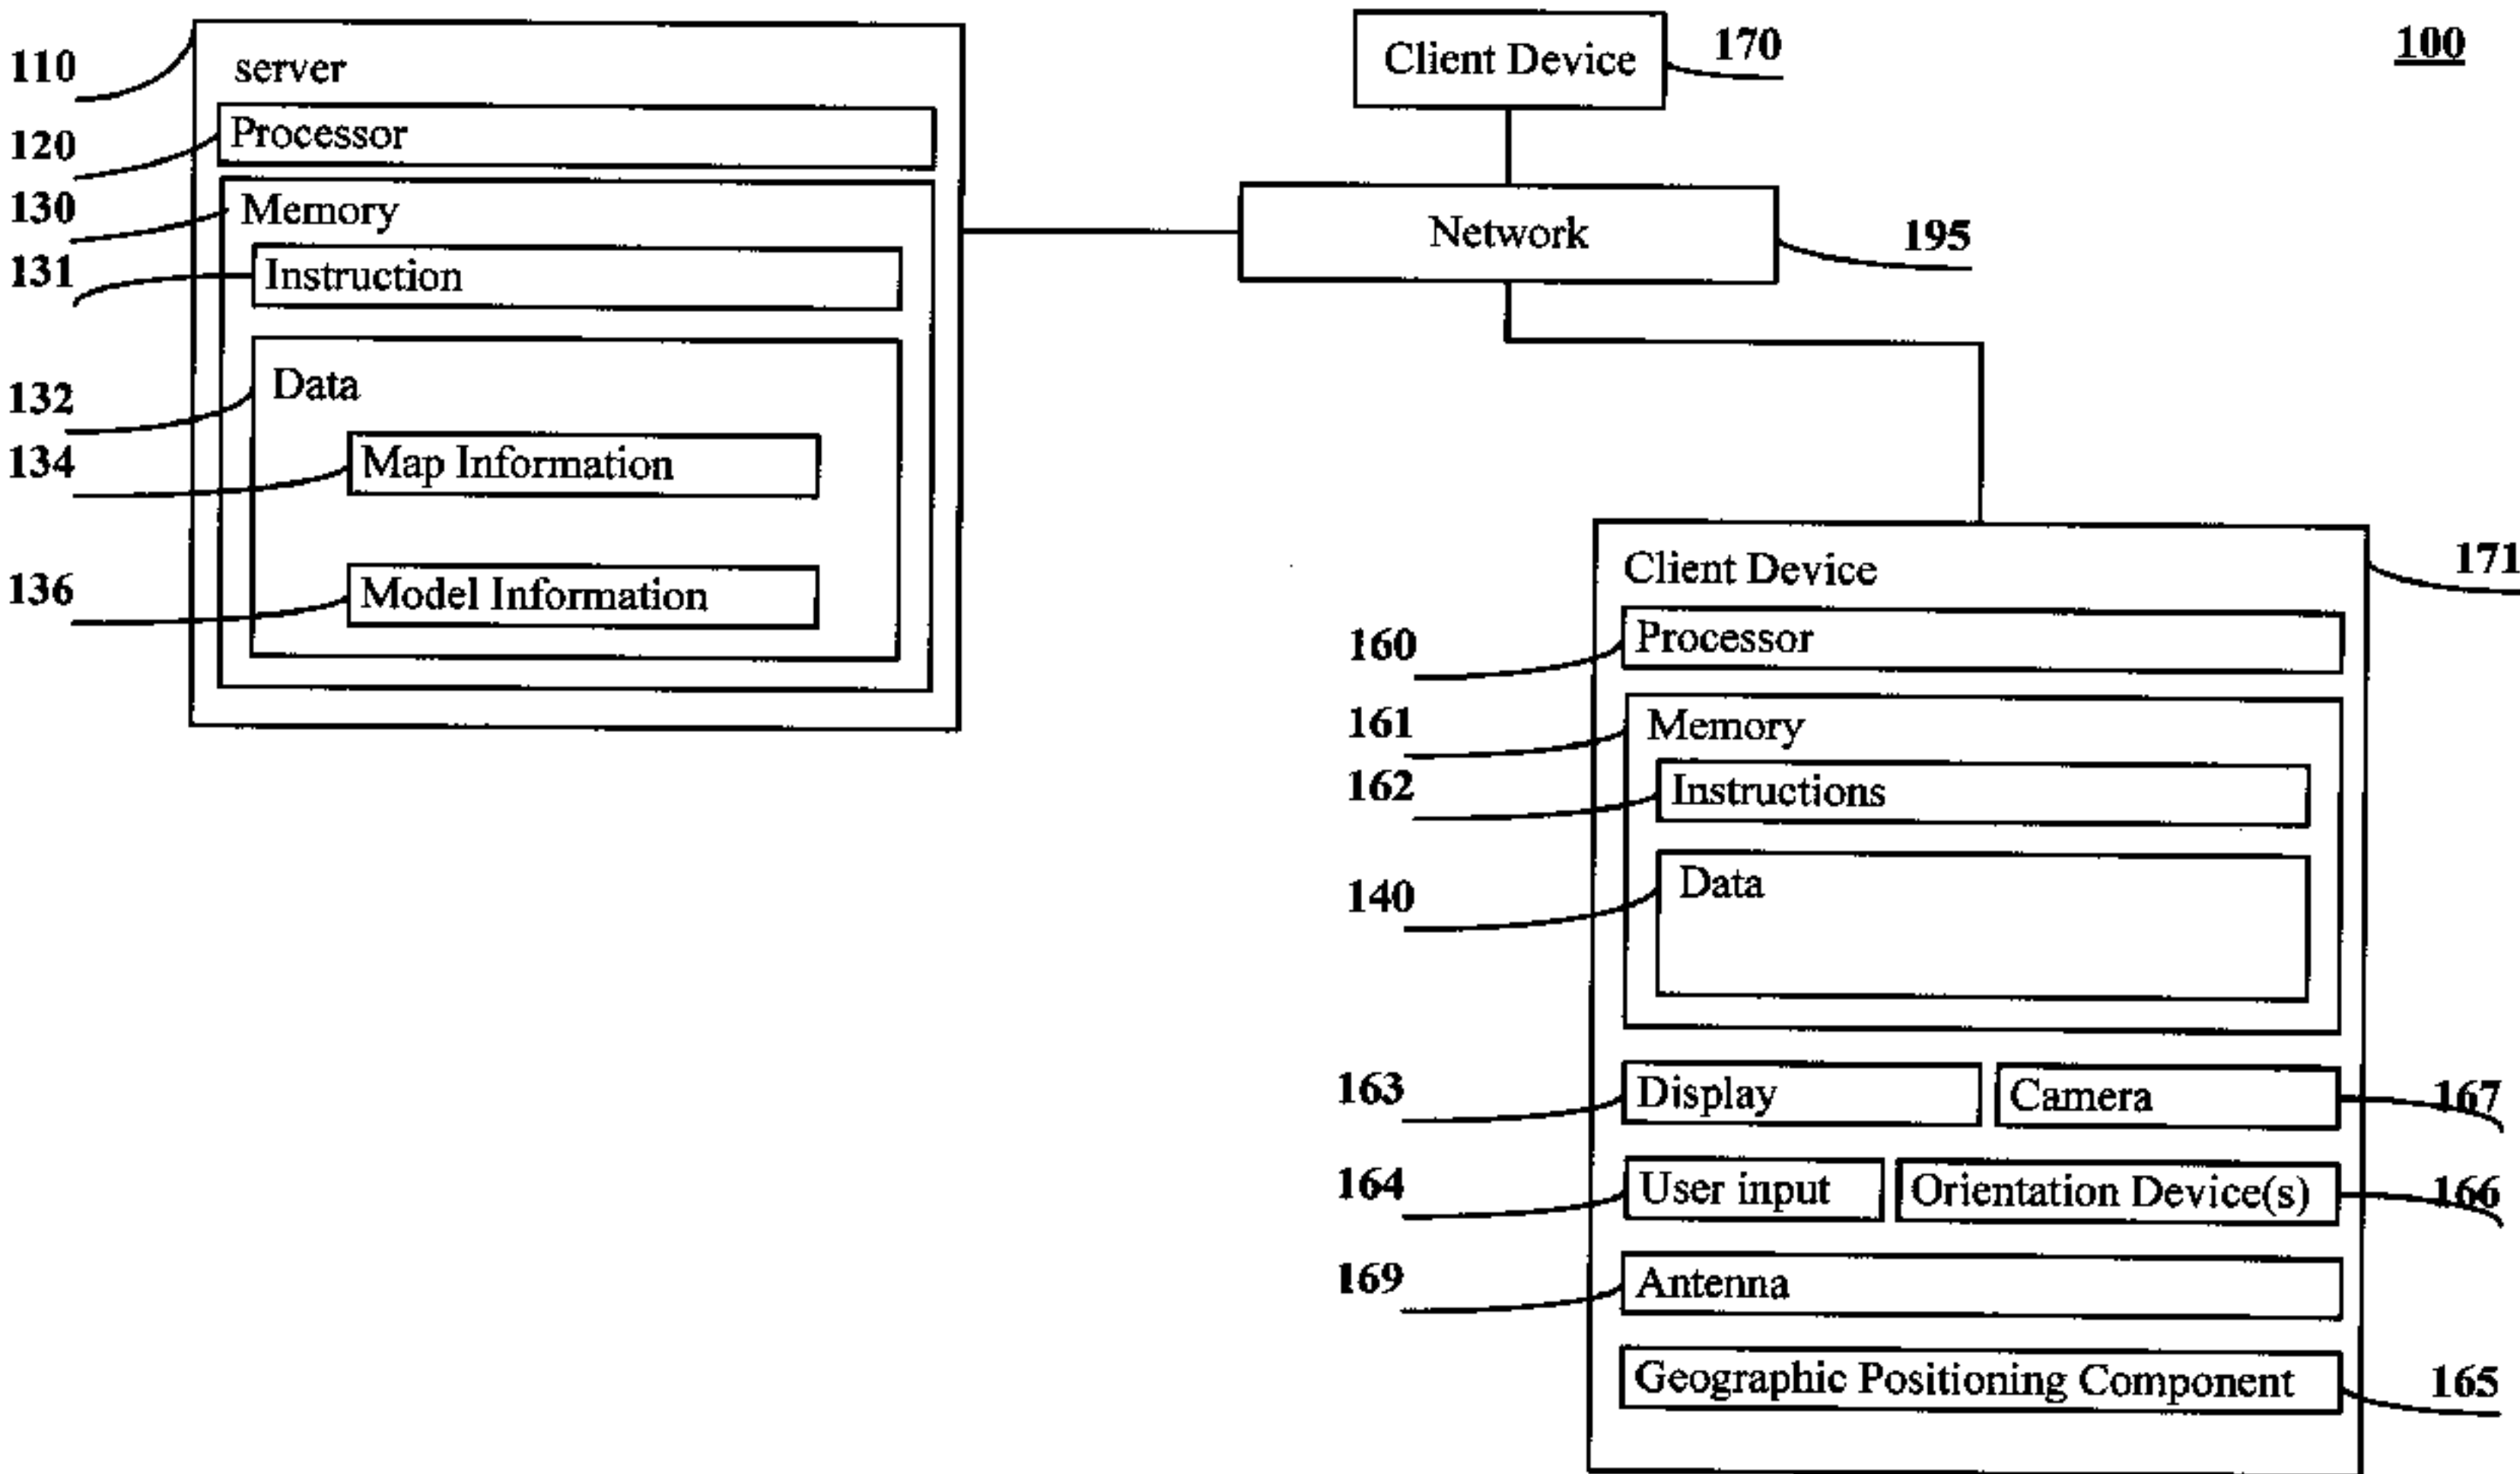 100
110
server
120
Processor
130
Memory
131
Instruction
132
Data
134
Map Information
136
Model Information
Client Device
170
Network
195
Client Device
171
160
Processor
161
Memory
162
Instructions
140
Data
163
Display
Camera
167
164
User input
Orientation Device(s)
166
169
Antenna
Geographic Positioning Component
165